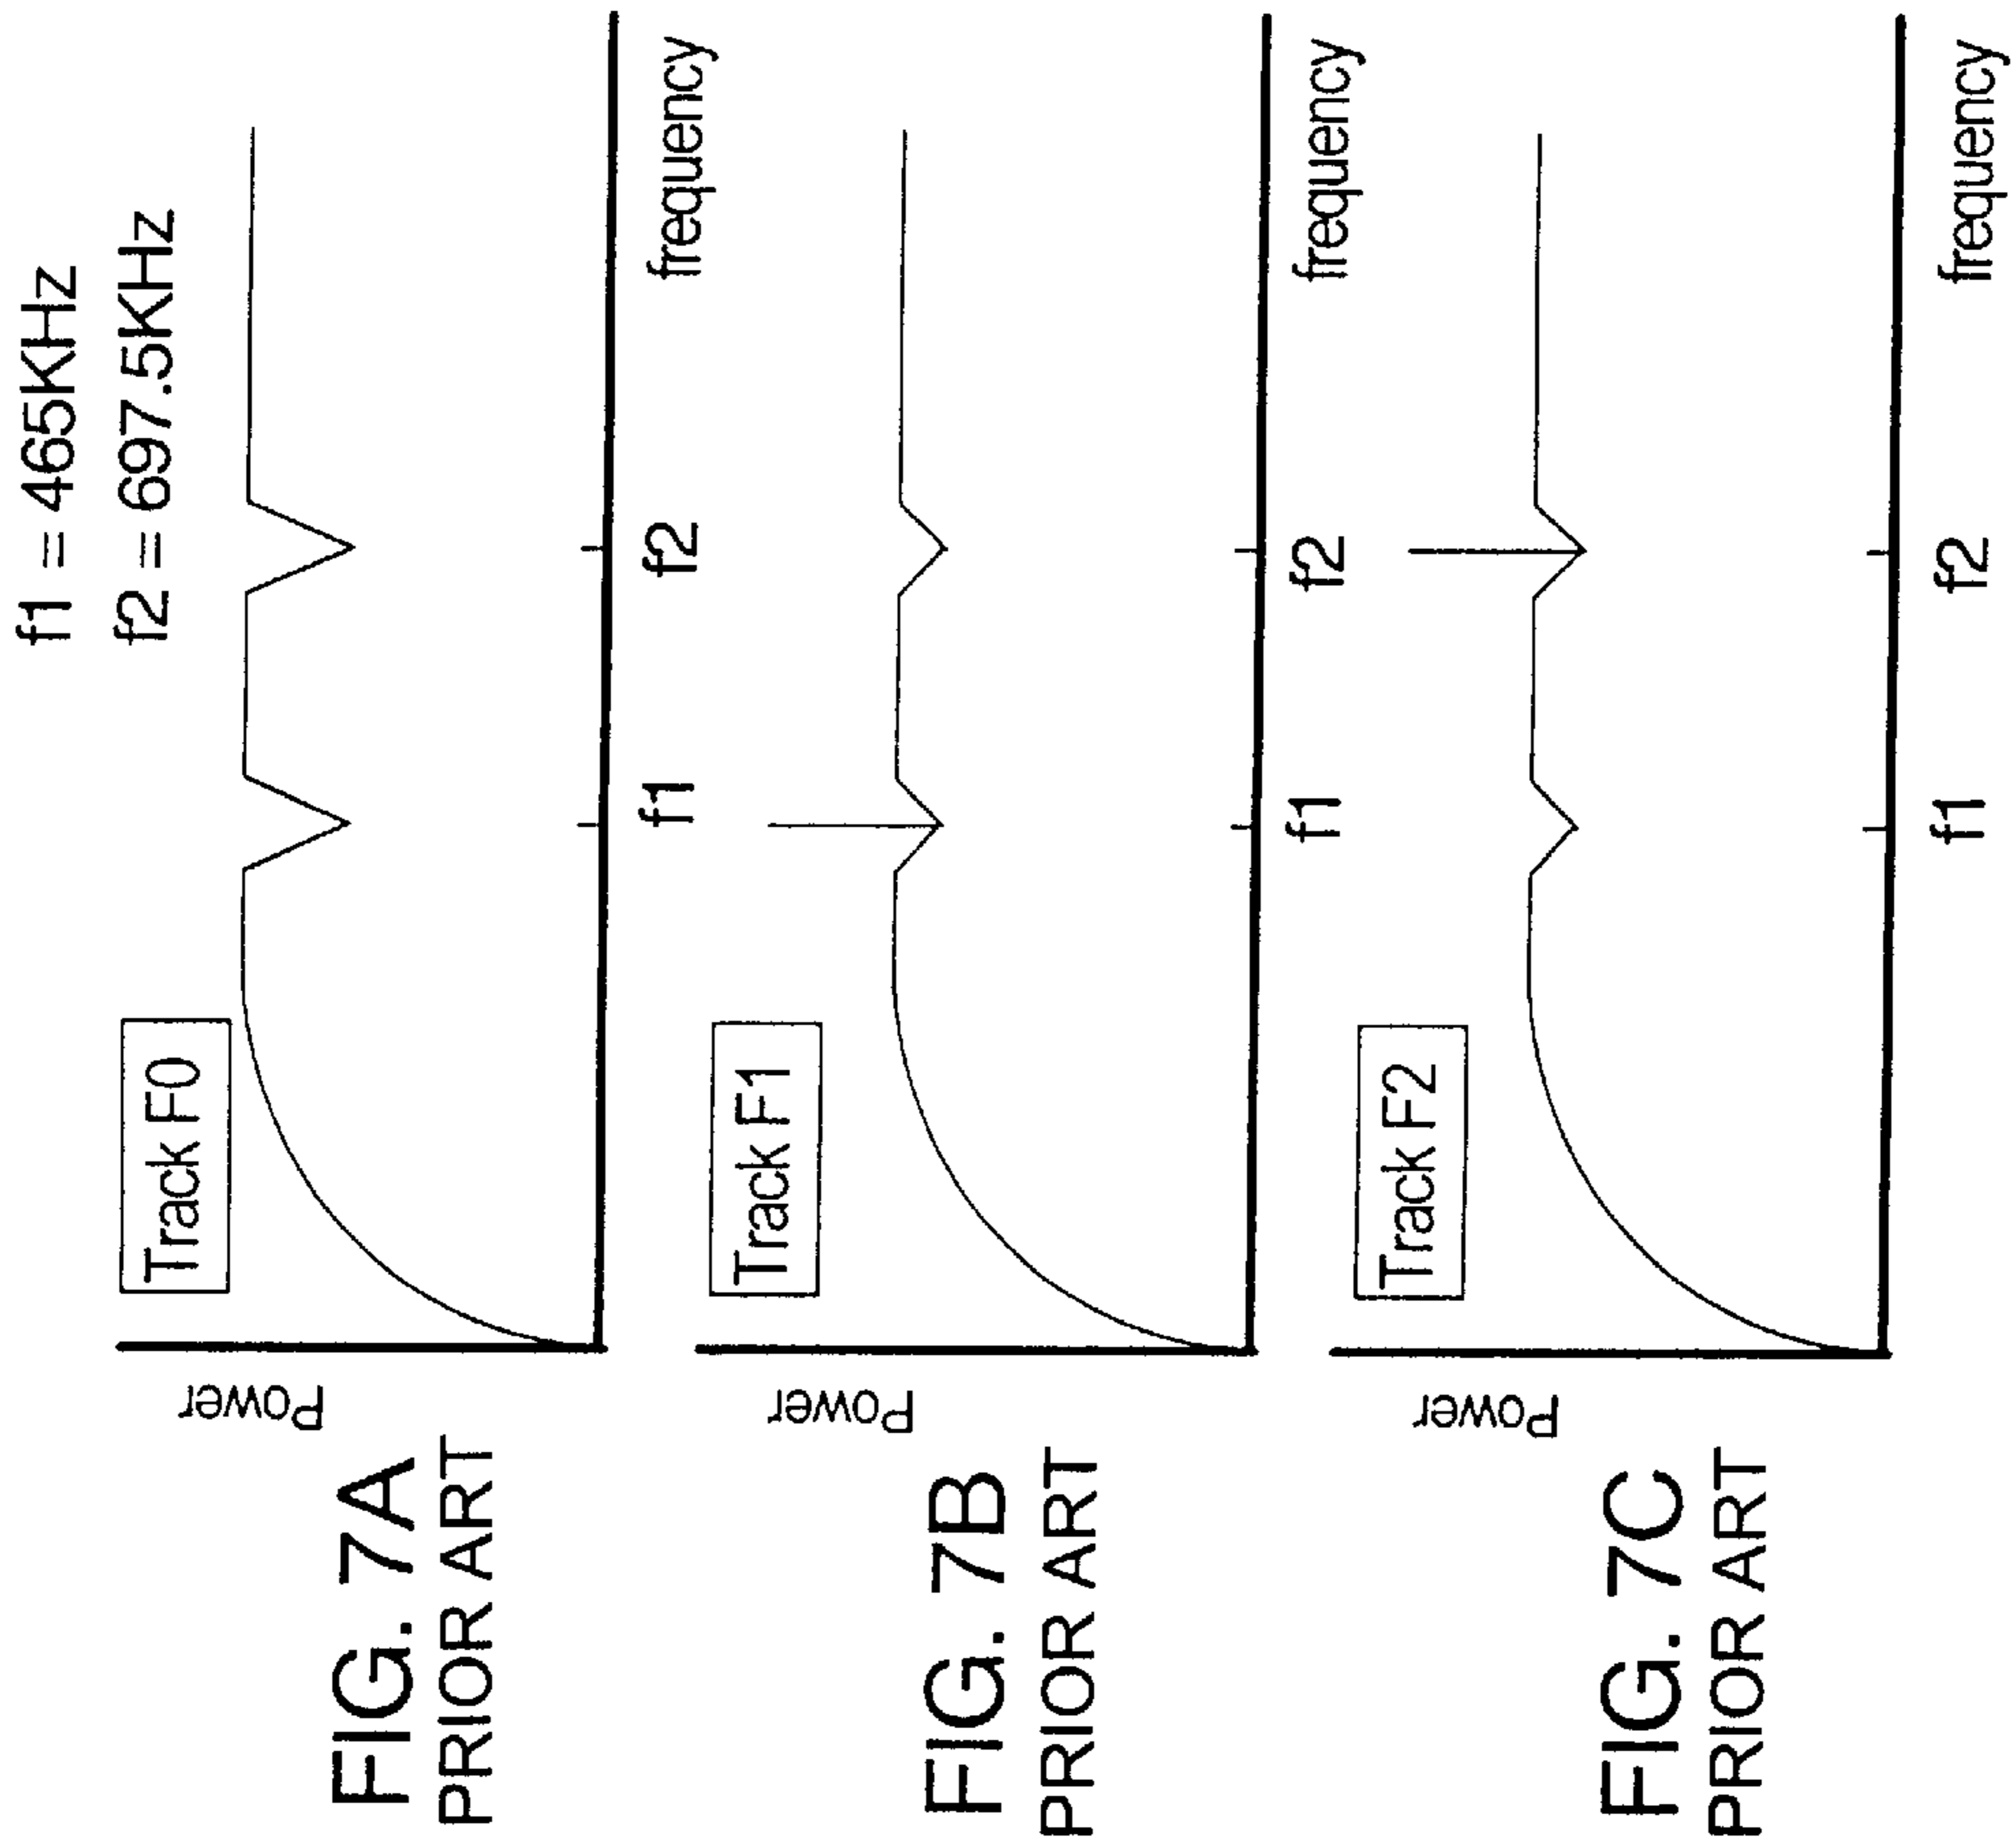 f1 = 465KHz
f2 = 697.5KHz
Track F0
Power
f1
f2
frequency
FIG. 7A
PRIOR ART
Track F1
Power
f1
f2
frequency
FIG. 7B
PRIOR ART
Track F2
Power
f1
f2
frequency
FIG. 7C
PRIOR ART